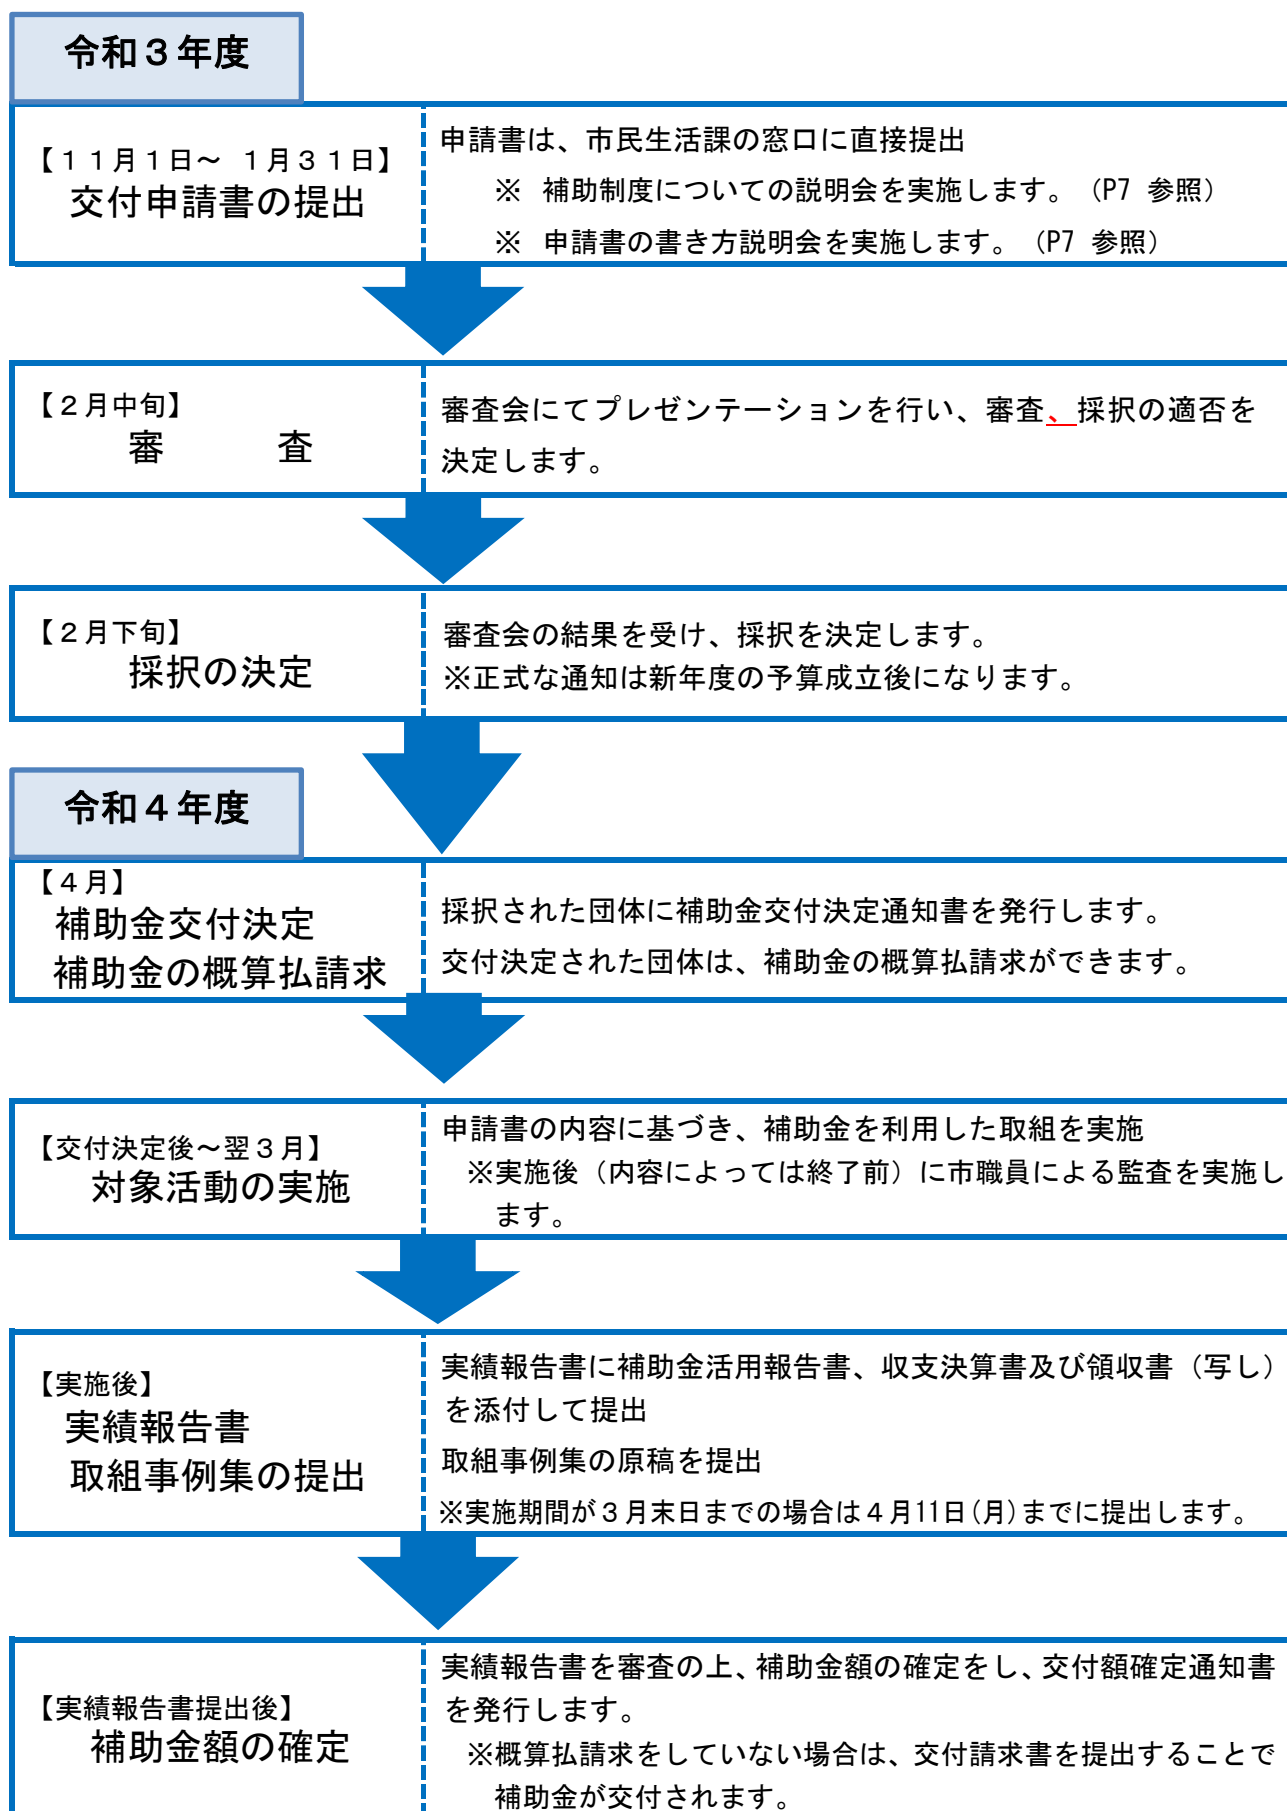 令和３年度
【１１月１日～ １月３１日】
交付申請書の提出
申請書は、市民生活課の窓口に直接提出
※ 補助制度についての説明会を実施します。（P7 参照）
※ 申請書の書き方説明会を実施します。（P7 参照）
【２月中旬】
審　　　査
審査会にてプレゼンテーションを行い、審査、採択の適否を
決定します。
【２月下旬】
採択の決定
審査会の結果を受け、採択を決定します。
※正式な通知は新年度の予算成立後になります。
令和４年度
【４月】
補助金交付決定
補助金の概算払請求
採択された団体に補助金交付決定通知書を発行します。
交付決定された団体は、補助金の概算払請求ができます。
【交付決定後～翌３月】
対象活動の実施
申請書の内容に基づき、補助金を利用した取組を実施
※実施後（内容によっては終了前）に市職員による監査を実施し
ます。
【実施後】
実績報告書
取組事例集の提出
実績報告書に補助金活用報告書、収支決算書及び領収書（写し）
を添付して提出
取組事例集の原稿を提出
※実施期間が３月末日までの場合は４月11日(月)までに提出します。
【実績報告書提出後】
補助金額の確定
実績報告書を審査の上、補助金額の確定をし、交付額確定通知書
を発行します。
※概算払請求をしていない場合は、交付請求書を提出することで
補助金が交付されます。